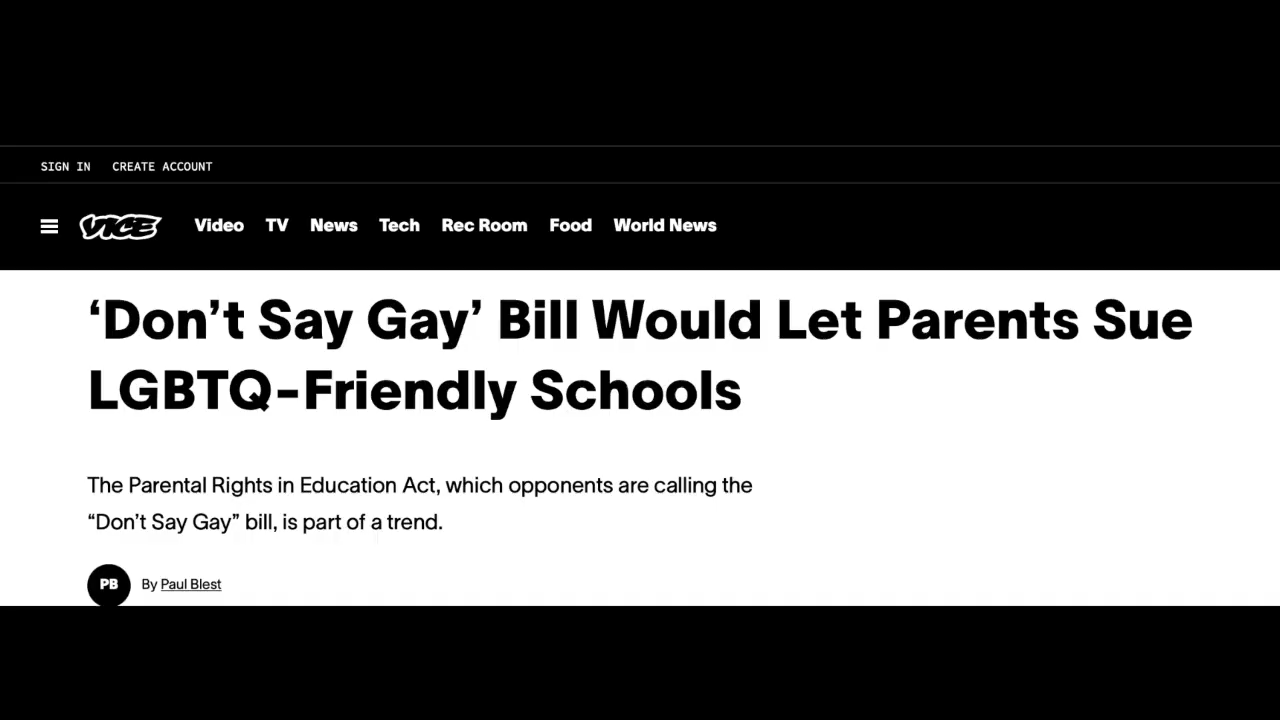 SIGN IN CREATE ACCOUNT
VICE Video TV News Tech Rec Room Food World News
‘Don’t Say Gay’ Bill Would Let Parents Sue
LGBTQ-Friendly Schools
The Parental Rights in Education Act, which opponents are calling the
“Don’t Say Gay” bill, is part of a trend.
PB By Paul Blest